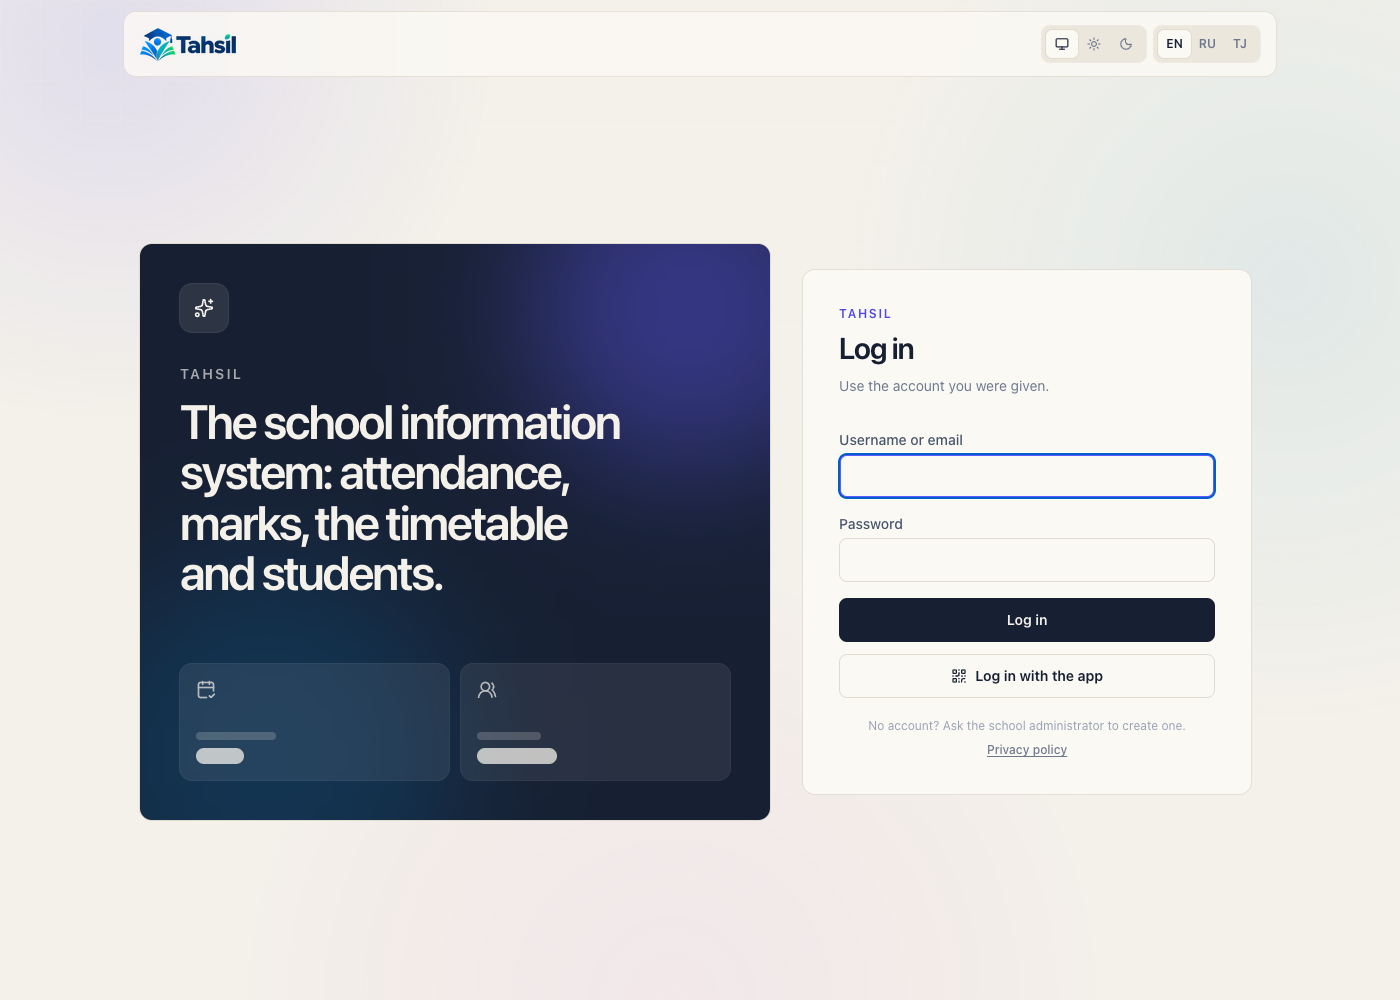 Tahsil
EN RU TJ
TAHSIL
The school information
system: attendance,
marks, the timetable
and students.
TAHSIL
Log in
Use the account you were given.
Username or email
Password
Log in
Log in with the app
No account? Ask the school administrator to create one.
Privacy policy